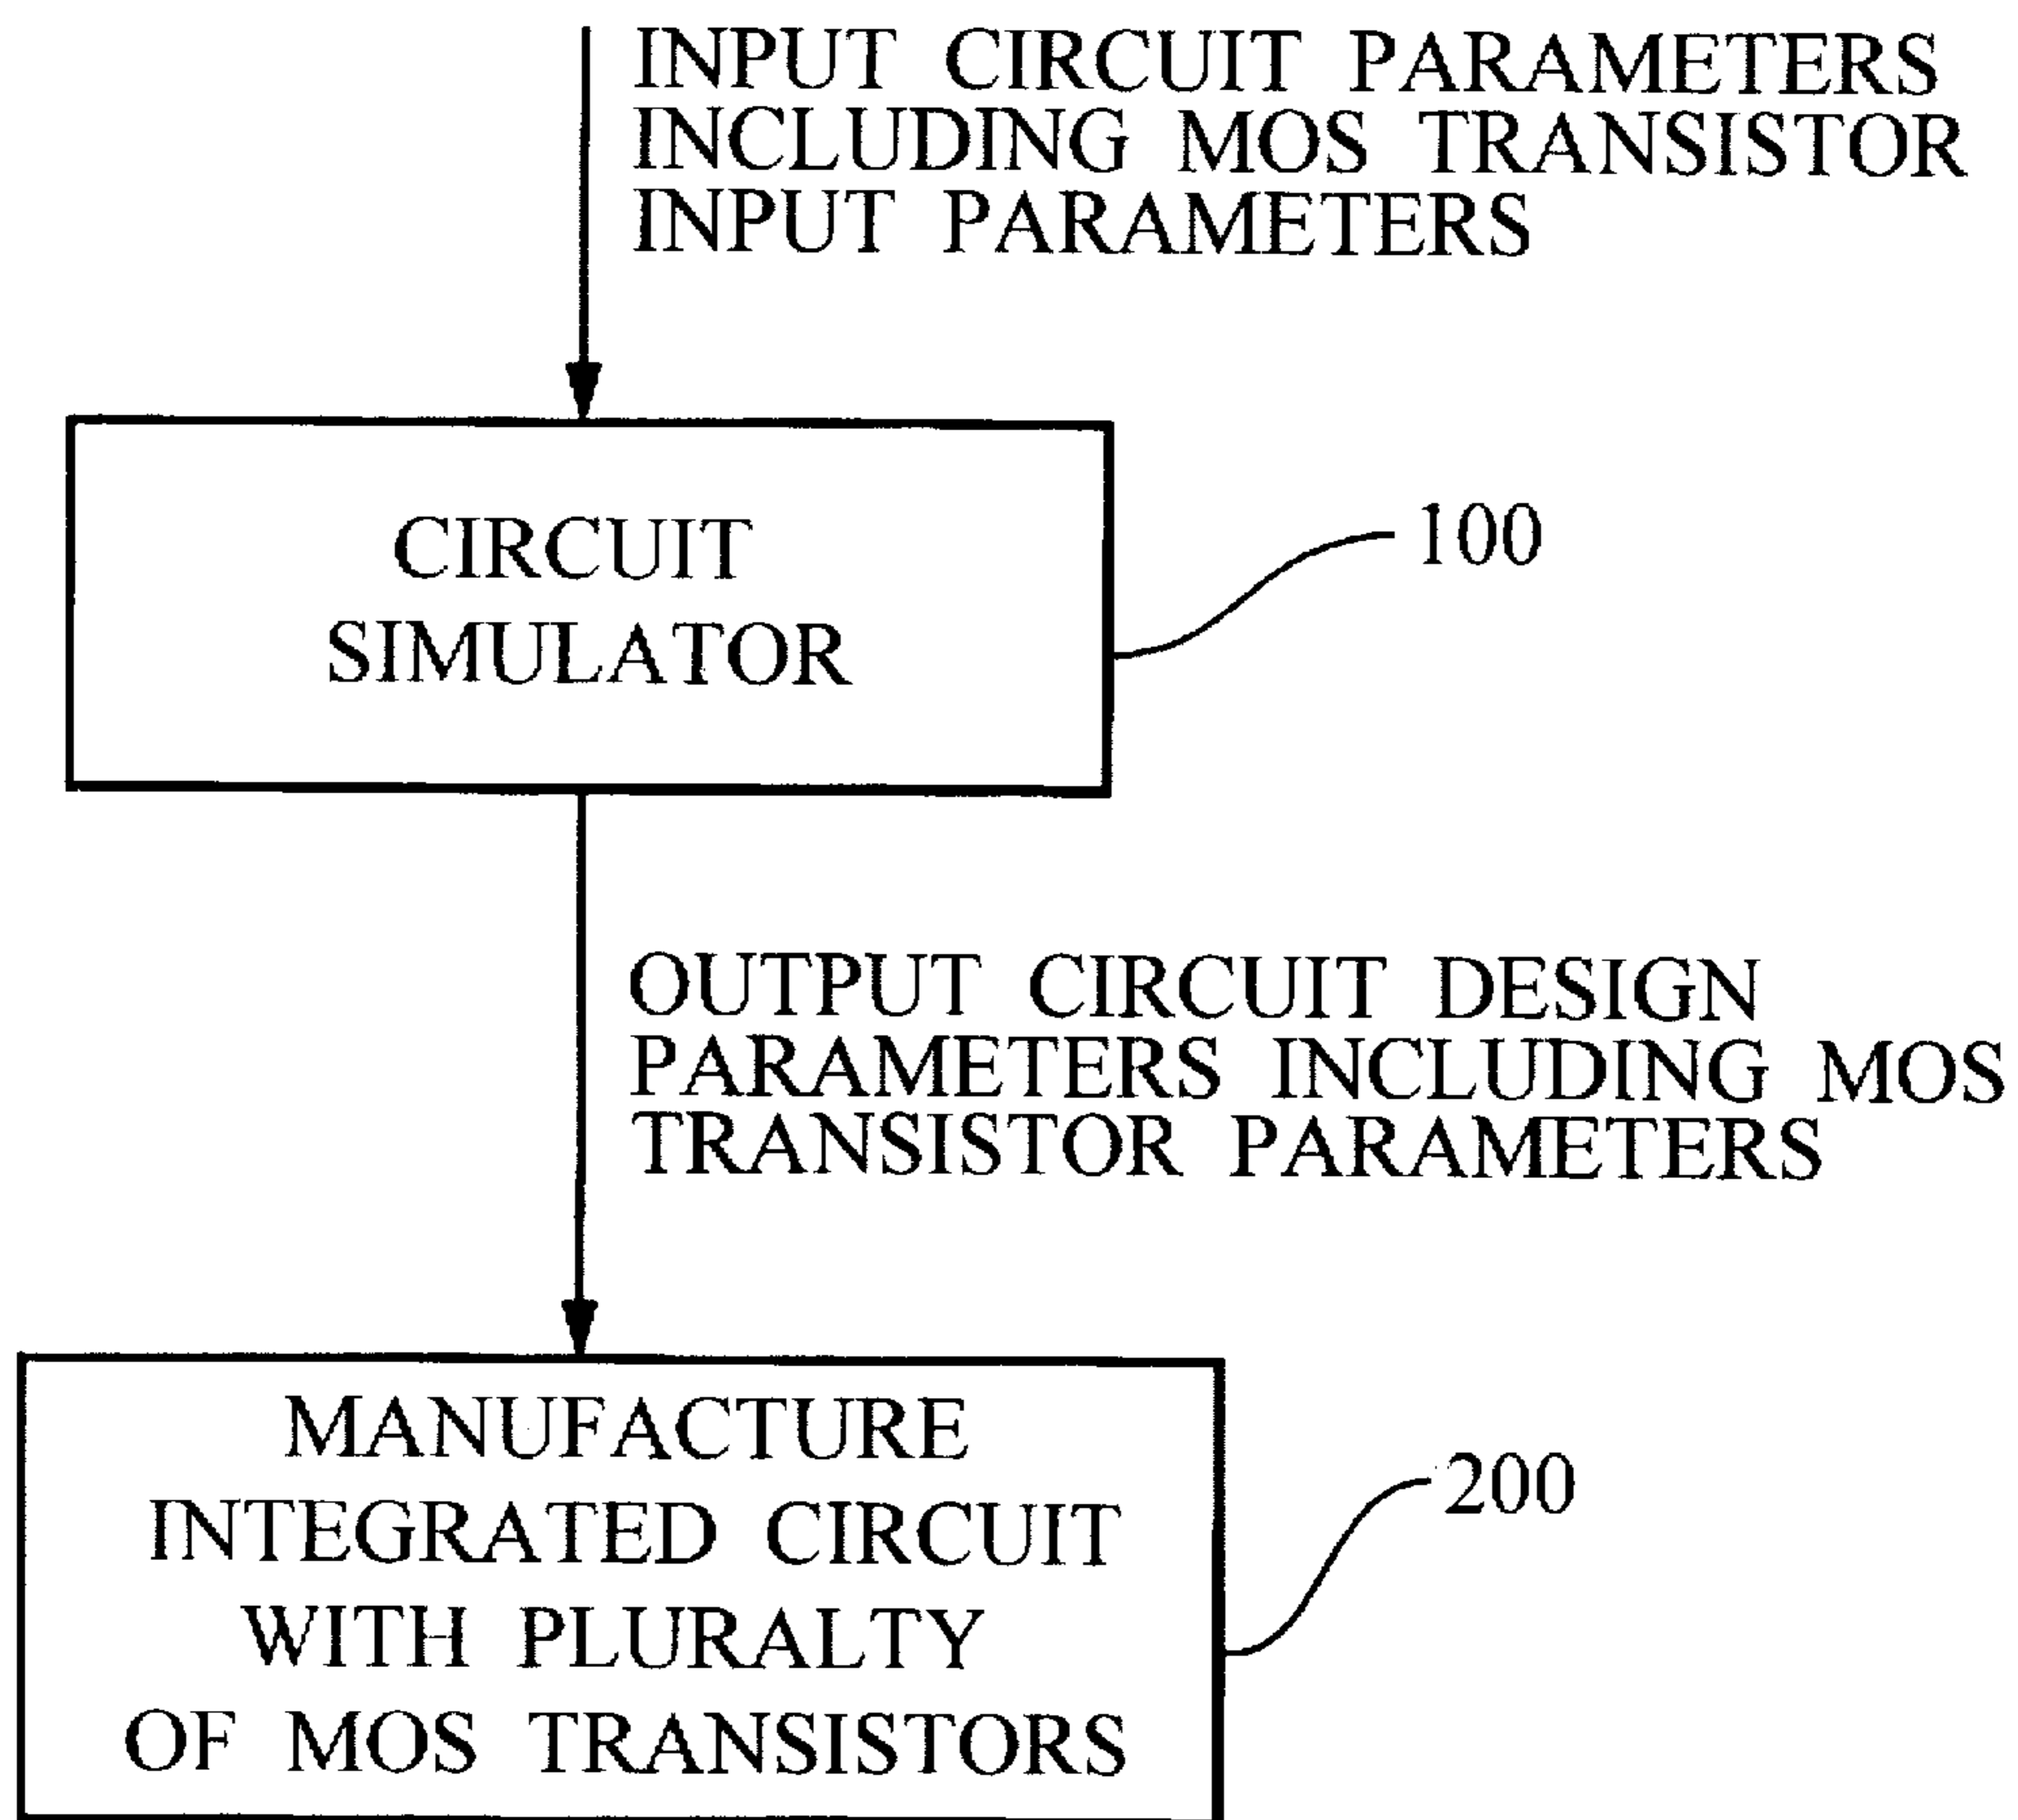 INPUT CIRCUIT PARAMETERS
INCLUDING MOS TRANSISTOR
INPUT PARAMETERS
CIRCUIT
SIMULATOR
100
OUTPUT CIRCUIT DESIGN
PARAMETERS INCLUDING MOS
TRANSISTOR PARAMETERS
MANUFACTURE
INTEGRATED CIRCUIT
WITH PLURALTY
OF MOS TRANSISTORS
200